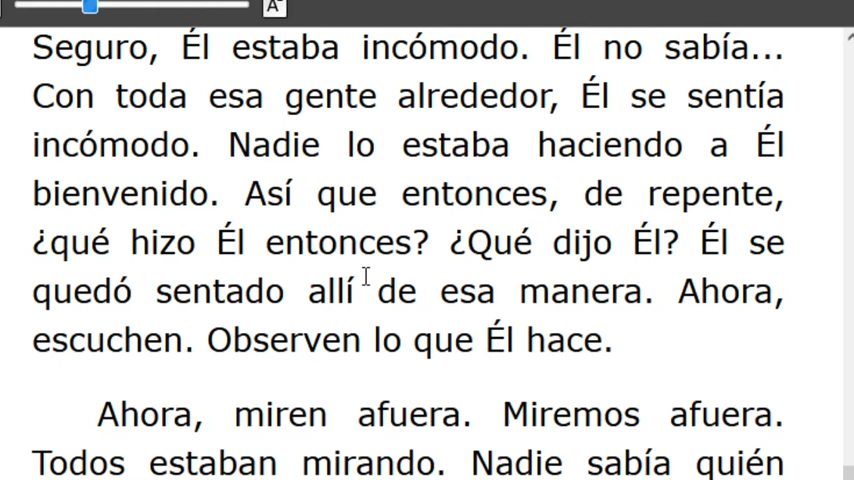 A
Seguro, Él estaba incómodo. Él no sabía...
Con toda esa gente alrededor, Él se sentía
incómodo. Nadie lo estaba haciendo a Él
bienvenido. Así que entonces, de repente,
¿qué hizo Él entonces? ¿Qué dijo Él? Él se
quedó sentado allí de esa manera. Ahora,
escuchen. Observen lo que Él hace.
Ahora, miren afuera. Miremos afuera.
Todos estaban mirando. Nadie sabía quién